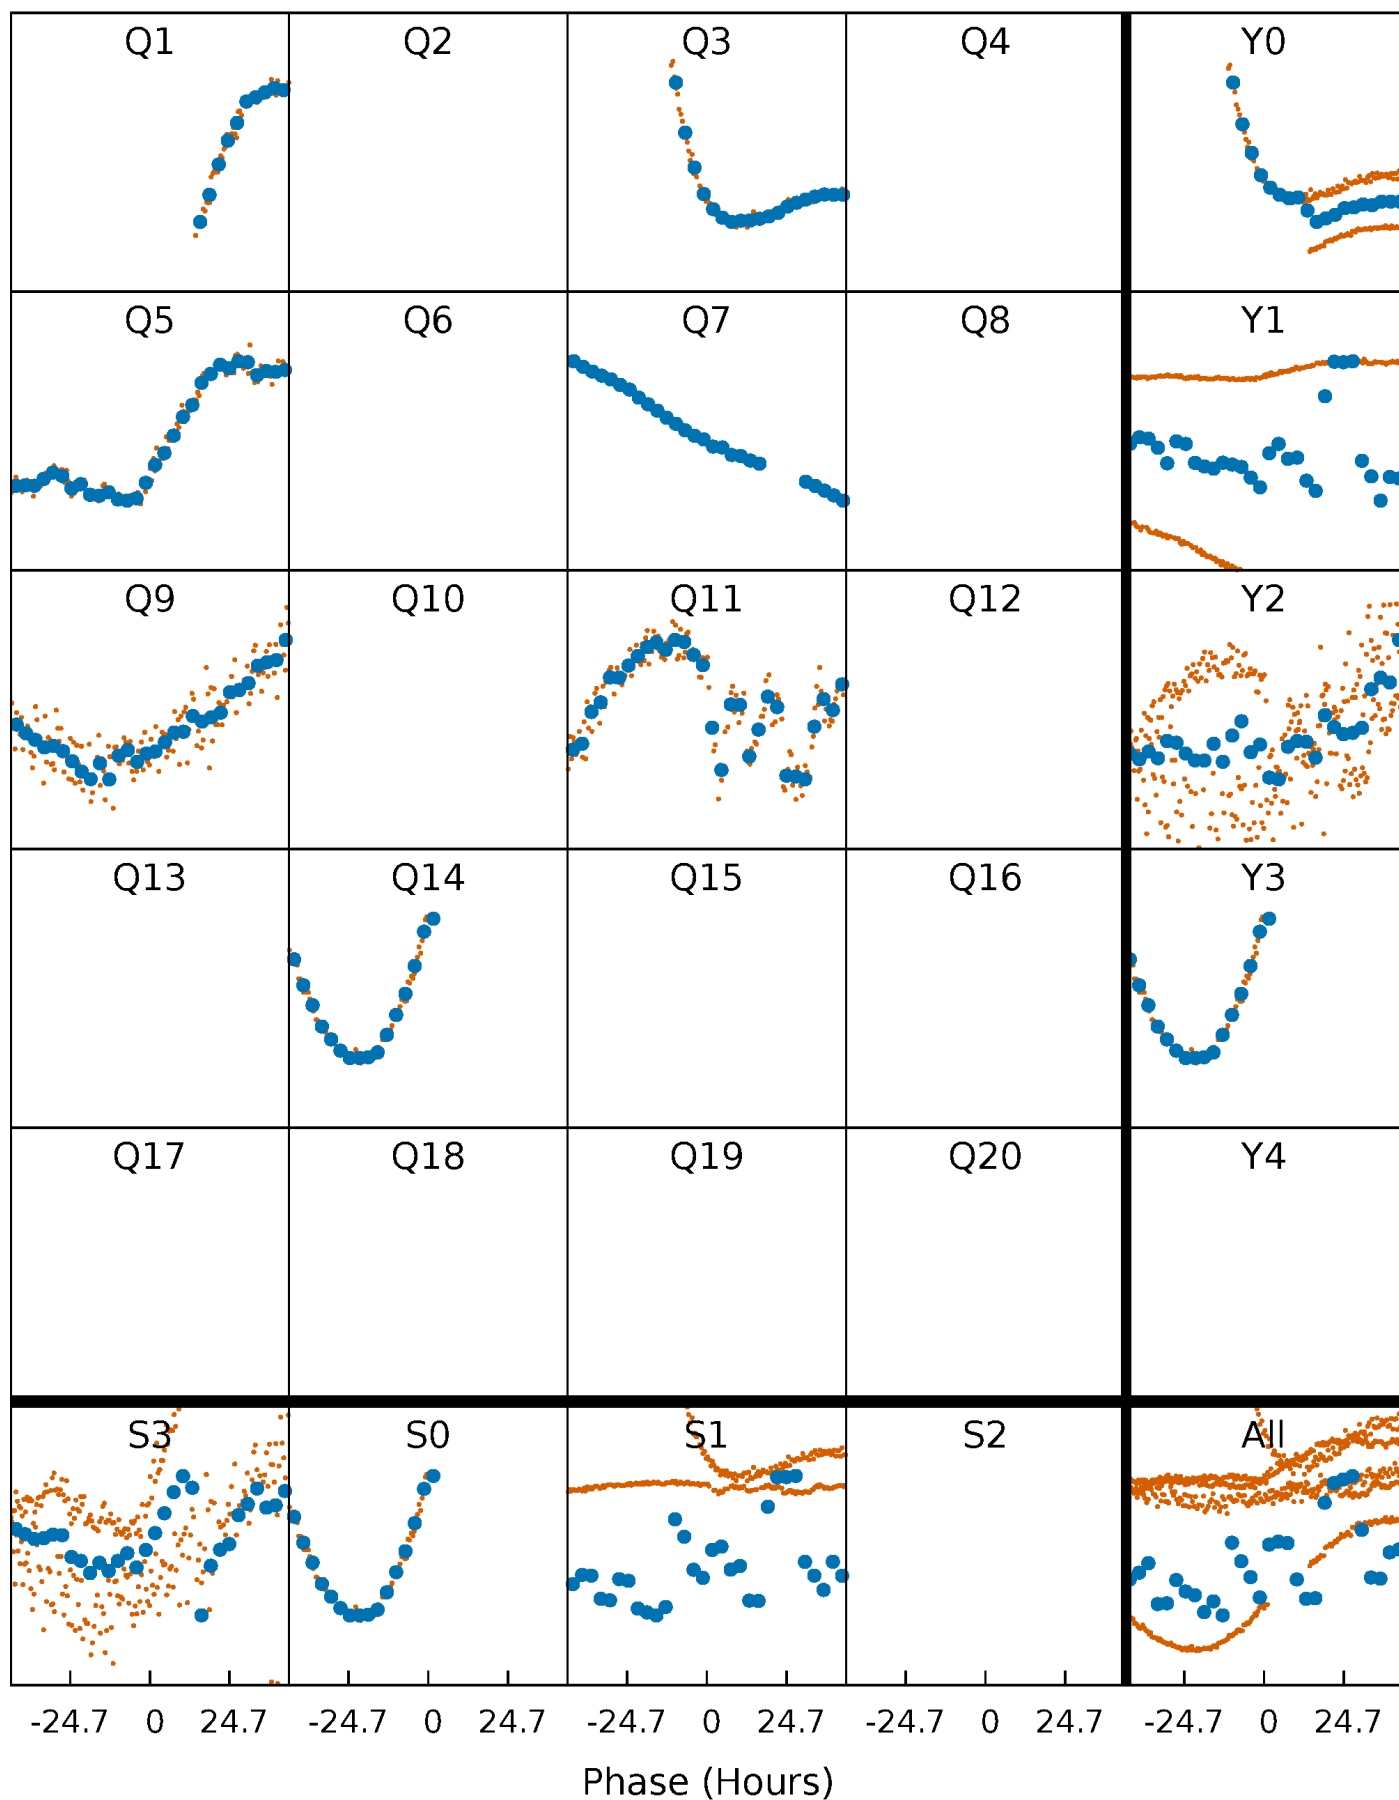 Q1 Q2 Q3 Q4 Y0
Q5 Q6 Q7 Q8 Y1
Q9 Q10 Q11 Q12 Y2
Q13 Q14 Q15 Q16 Y3
Q17 Q18 Q19 Q20 Y4
S3 S0 S1 S2 All
-24.7 0 24.7 -24.7 0 24.7 -24.7 0 24.7 -24.7 0 24.7 -24.7 0 24.7
Phase (Hours)